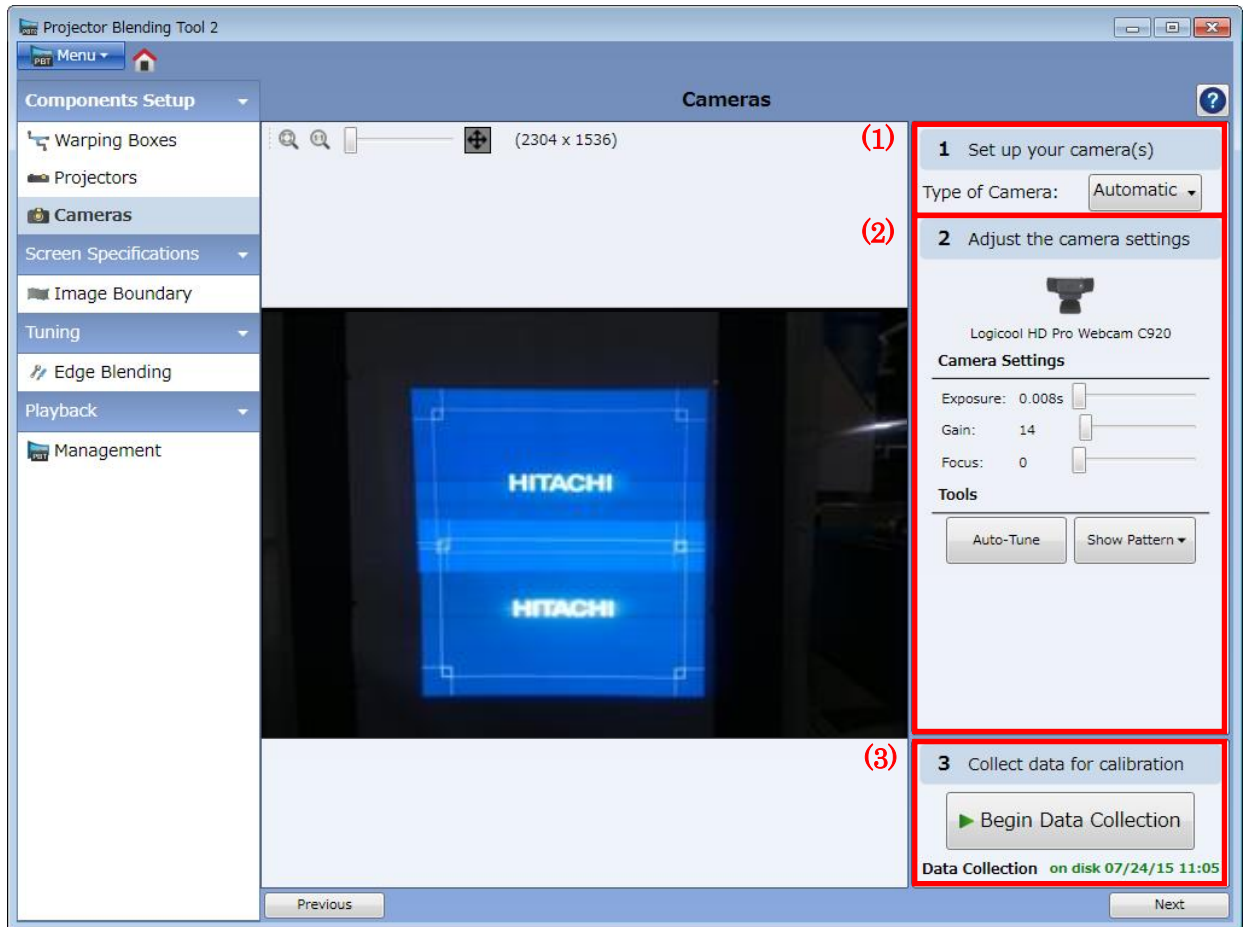 Projector Blending Tool 2
PBT Menu
Components Setup
Cameras
?
Warping Boxes
Projectors
Cameras
Screen Specifications
Image Boundary
Tuning
Edge Blending
Playback
PBT Management
1:1 (2304 x 1536)
HITACHI
HITACHI
(1)
1 Set up your camera(s)
Type of Camera: Automatic
(2)
2 Adjust the camera settings
Logicool HD Pro Webcam C920
Camera Settings
Exposure: 0.008s
Gain: 14
Focus: 0
Tools
Auto-Tune Show Pattern
(3)
3 Collect data for calibration
Begin Data Collection
Data Collection on disk 07/24/15 11:05
Previous Next